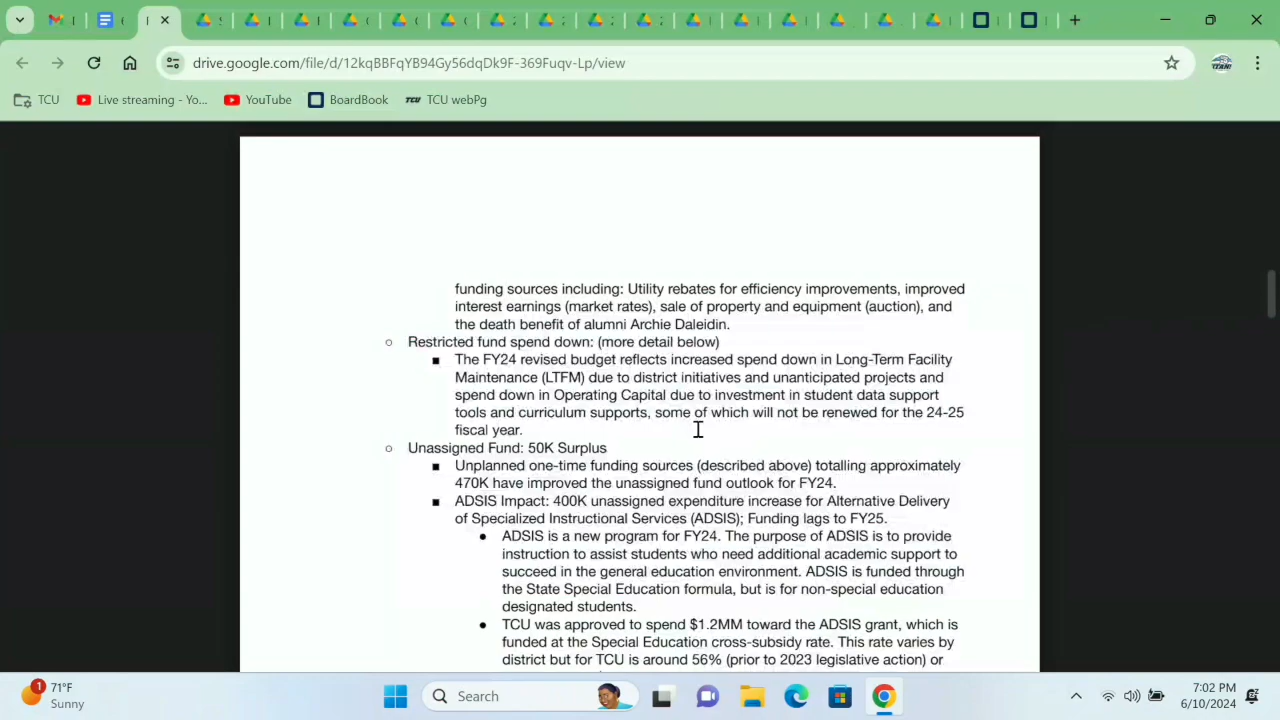 drive.google.com/file/d/12kqBBFqYB94Gy56dqDk9F-369Fuqv-Lp/view
TCU
Live streaming - Yo...
YouTube
BoardBook
TCU webPg
funding sources including: Utility rebates for efficiency improvements, improved
interest earnings (market rates), sale of property and equipment (auction), and
the death benefit of alumni Archie Daleidin.
○ Restricted fund spend down: (more detail below)
■ The FY24 revised budget reflects increased spend down in Long-Term Facility
Maintenance (LTFM) due to district initiatives and unanticipated projects and
spend down in Operating Capital due to investment in student data support
tools and curriculum supports, some of which will not be renewed for the 24-25
fiscal year.
○ Unassigned Fund: 50K Surplus
■ Unplanned one-time funding sources (described above) totalling approximately
470K have improved the unassigned fund outlook for FY24.
■ ADSIS Impact: 400K unassigned expenditure increase for Alternative Delivery
of Specialized Instructional Services (ADSIS); Funding lags to FY25.
● ADSIS is a new program for FY24. The purpose of ADSIS is to provide
instruction to assist students who need additional academic support to
succeed in the general education environment. ADSIS is funded through
the State Special Education formula, but is for non-special education
designated students.
● TCU was approved to spend $1.2MM toward the ADSIS grant, which is
funded at the Special Education cross-subsidy rate. This rate varies by
district but for TCU is around 56% (prior to 2023 legislative action) or
1
71°F
Sunny
Search
7:02 PM
6/10/2024